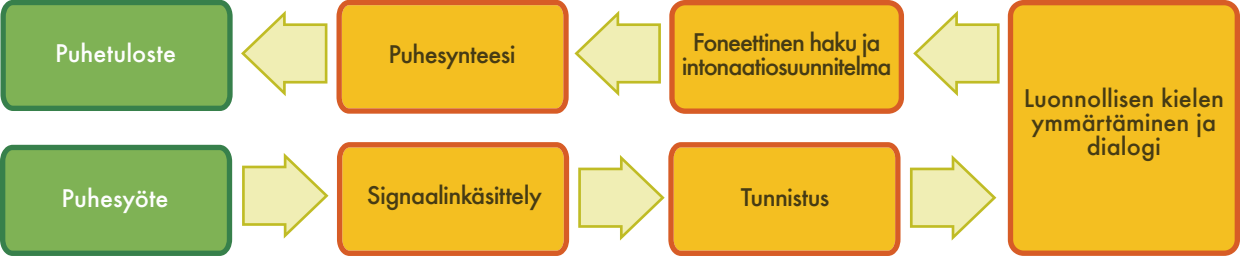 Puhetuloste
Puhesynteesi
Foneettinen haku ja
intonaatiosuunnitelma
Luonnollisen kielen
ymmärtäminen ja
dialogi
Puhesyöte
Signaalinkäsittely
Tunnistus